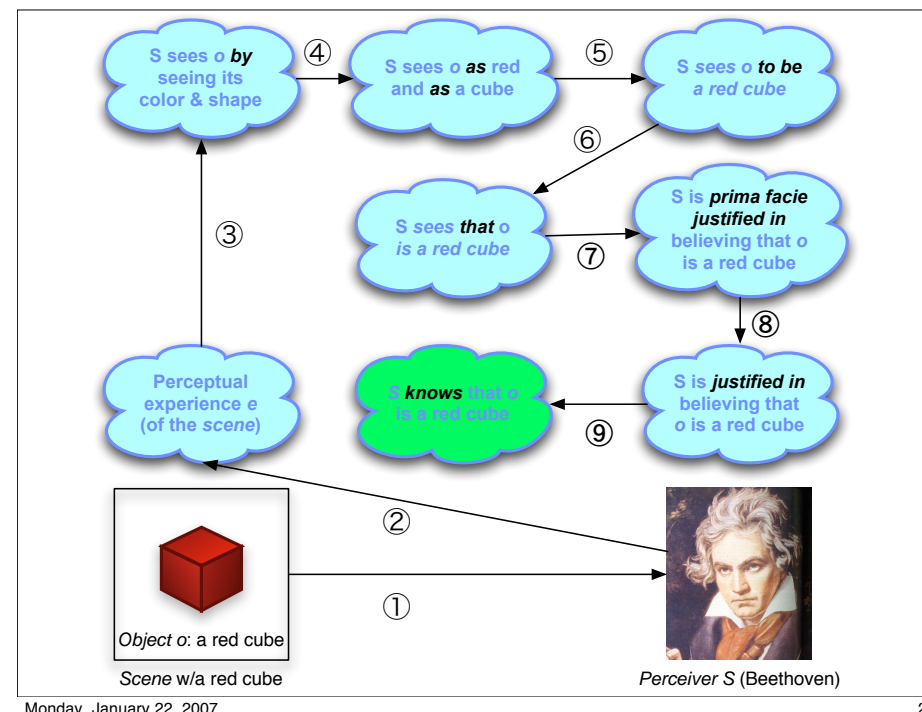 S sees o by
seeing its
color & shape
④
S sees o as red
and as a cube
⑤
S sees o to be
a red cube
⑥
③
S sees that o
is a red cube
⑦
S is prima facie
justified in
believing that o
is a red cube
⑧
Perceptual
experience e
(of the scene)
S knows that o
is a red cube
⑨
S is justified in
believing that
o is a red cube
②
①
Object o: a red cube
Scene w/a red cube
Perceiver S (Beethoven)
Monday, January 22, 2007
2